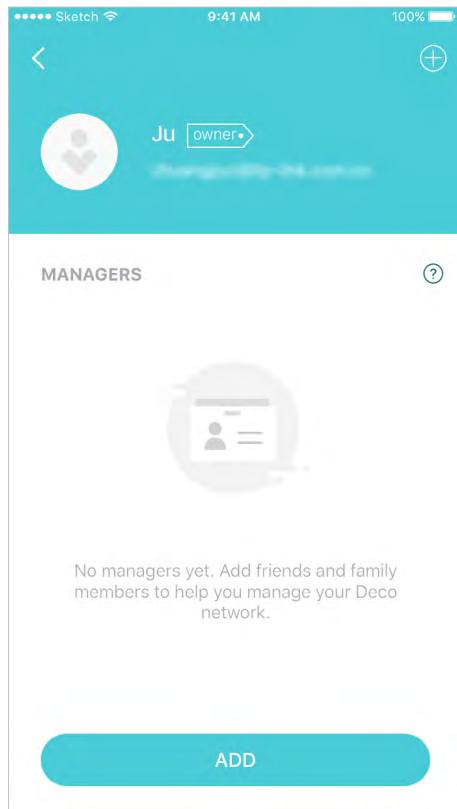 Sketch 9:41 AM 100%
Ju owner
MANAGERS ?
No managers yet. Add friends and family
members to help you manage your Deco
network.
ADD